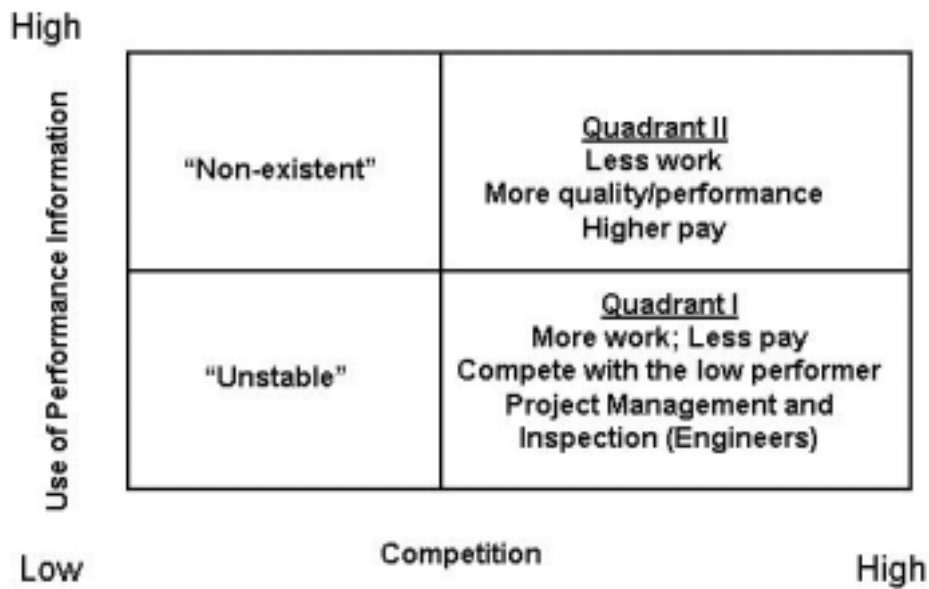 High
Use of Performance Information
“Non-existent”
Quadrant II
Less work
More quality/performance
Higher pay
“Unstable”
Quadrant I
More work; Less pay
Compete with the low performer
Project Management and
Inspection (Engineers)
Low
Competition
High